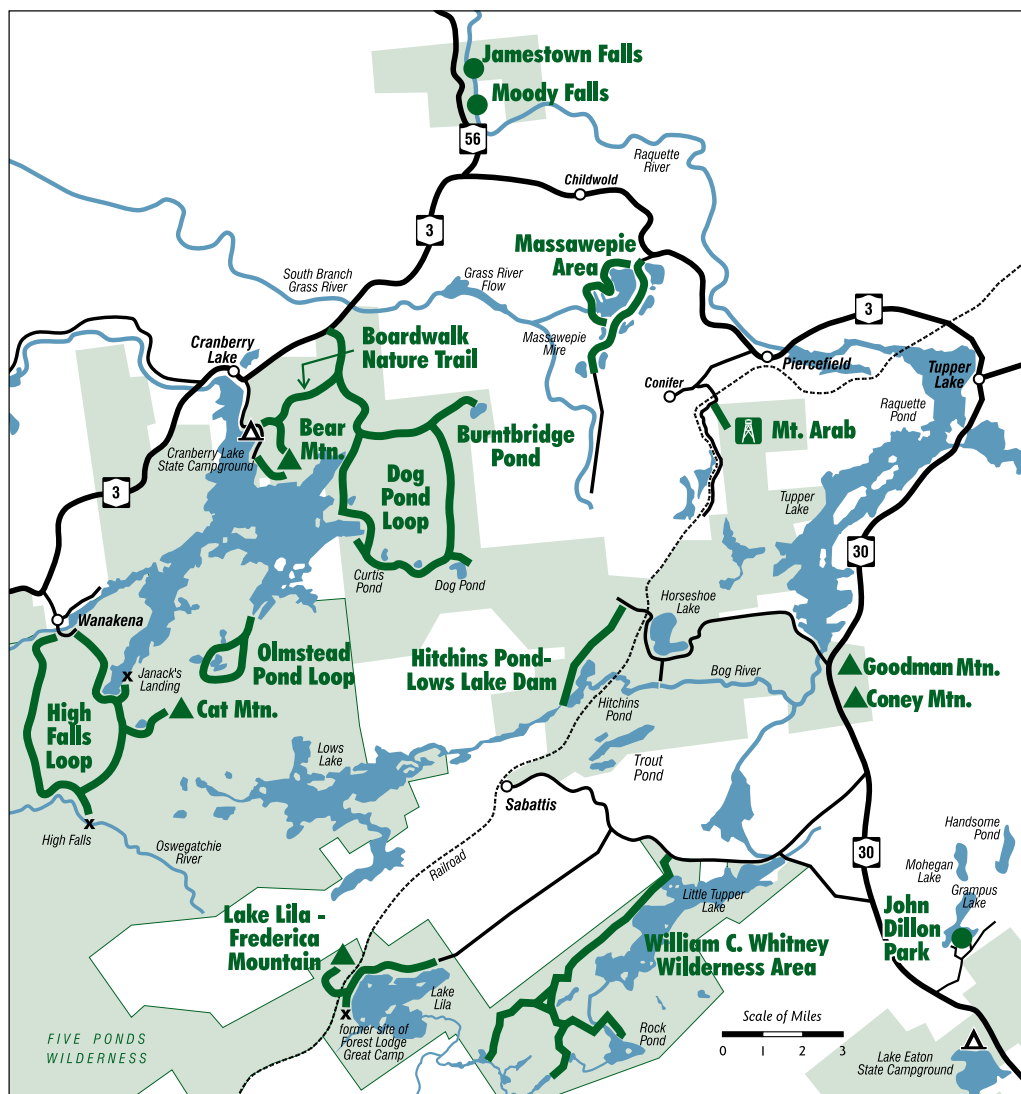 Jamestown Falls
Moody Falls
56
Raquette
River
Childwold
3
Massawepie
Area
South Branch
Grass River
Grass River
Flow
Massawepie
Mire
Cranberry
Lake
Boardwalk
Nature Trail
3
Piercefield
Tupper
Lake
Conifer
Raquette
Pond
Bear
Mtn.
Burntbridge
Pond
Mt. Arab
Cranberry Lake
State Campground
Dog
Pond
Loop
3
Tupper
Lake
30
Curtis
Pond
Dog Pond
Horseshoe
Lake
Wanakena
Olmstead
Pond Loop
Hitchins Pond-
Lows Lake Dam
Bog River
Goodman Mtn.
Janack's
Landing
x
Cat Mtn.
Coney Mtn.
Hitchins
Pond
High
Falls
Loop
Lows
Lake
Trout
Pond
Sabattis
x
High Falls
Oswegatchie
River
Railroad
Handsome
Pond
30
Mohegan
Lake
Grampus
Lake
Little Tupper
Lake
Lake Lila -
Frederica
Mountain
John
Dillon
Park
William C. Whitney
Wilderness Area
Lake
Lila
x
former site of
Forest Lodge
Great Camp
Rock
Pond
Scale of Miles
0 1 2 3
FIVE PONDS
WILDERNESS
Lake Eaton
State Campground